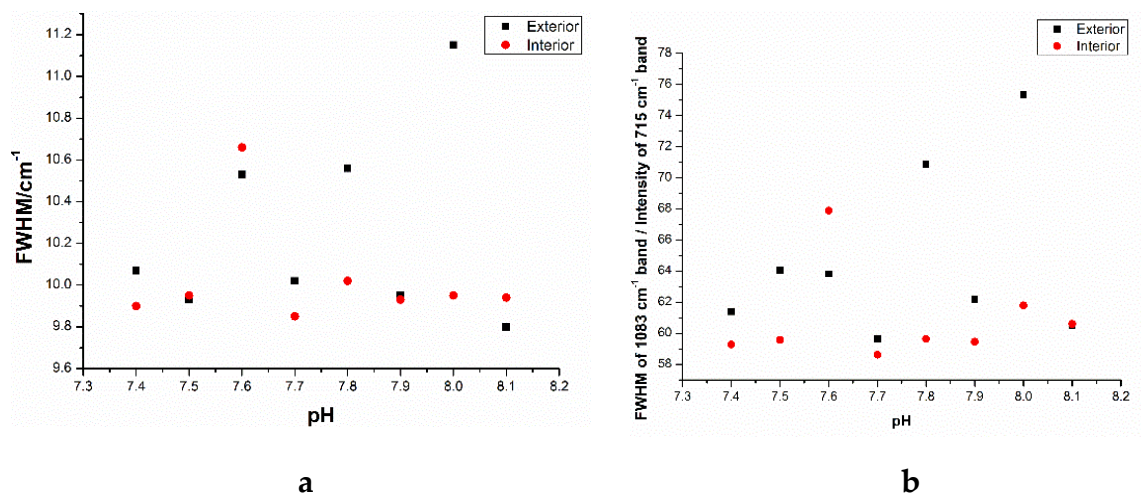 11.2
11.0
10.8
10.6
10.4
10.2
10.0
9.8
9.6
FWHM/cm⁻¹
7.3 7.4 7.5 7.6 7.7 7.8 7.9 8.0 8.1 8.2
pH
Exterior
Interior
a
78
76
74
72
70
68
66
64
62
60
58
FWHM of 1083 cm⁻¹ band / Intensity of 715 cm⁻¹ band
7.3 7.4 7.5 7.6 7.7 7.8 7.9 8.0 8.1 8.2
pH
Exterior
Interior
b